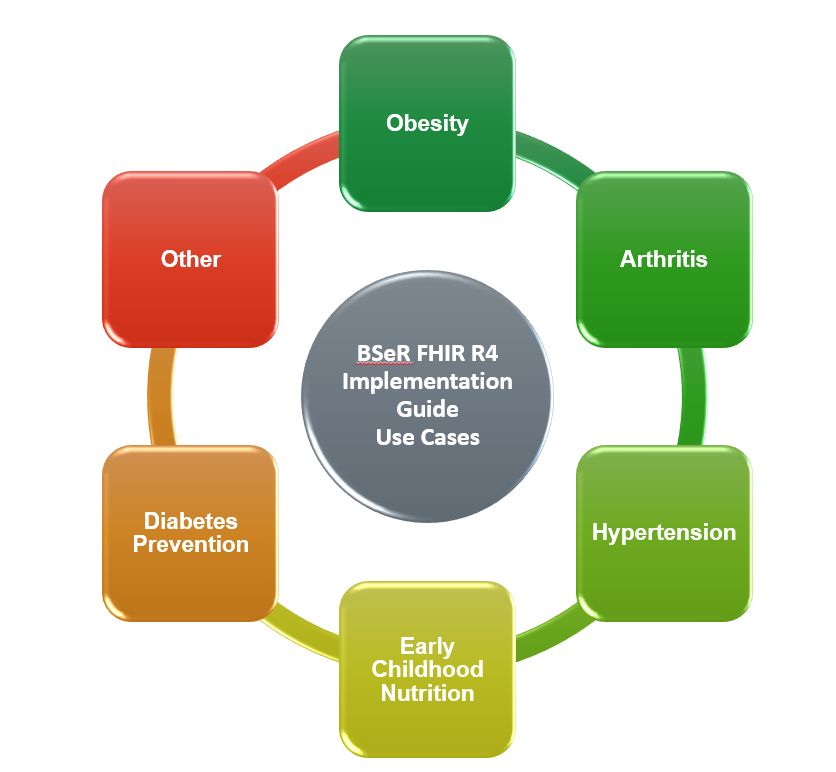 Obesity
Arthritis
Other
BSeR FHIR R4
Implementation
Guide
Use Cases
Diabetes
Prevention
Hypertension
Early
Childhood
Nutrition